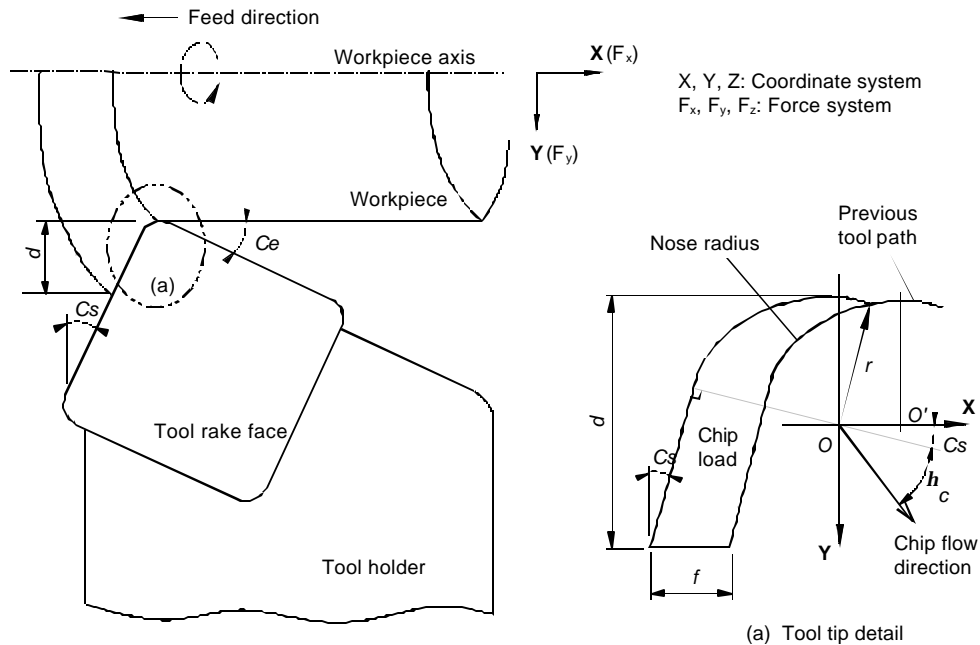 Feed direction
Workpiece axis
X (Fx)
X, Y, Z: Coordinate system
Fx, Fy, Fz: Force system
Y (Fy)
Workpiece
Ce
d
(a)
Cs
Tool rake face
Tool holder
Previous
tool path
Nose radius
r
d
X
O'
O
Cs
Chip
load
Cs
h
c
Y
Chip flow
direction
f
(a) Tool tip detail